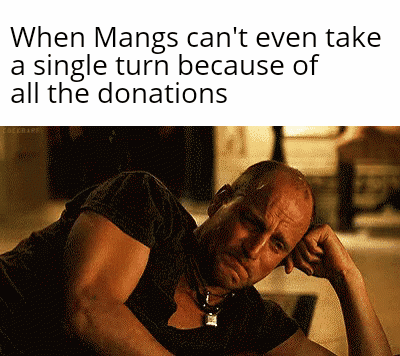 When Mangs can't even take
a single turn because of
all the donations